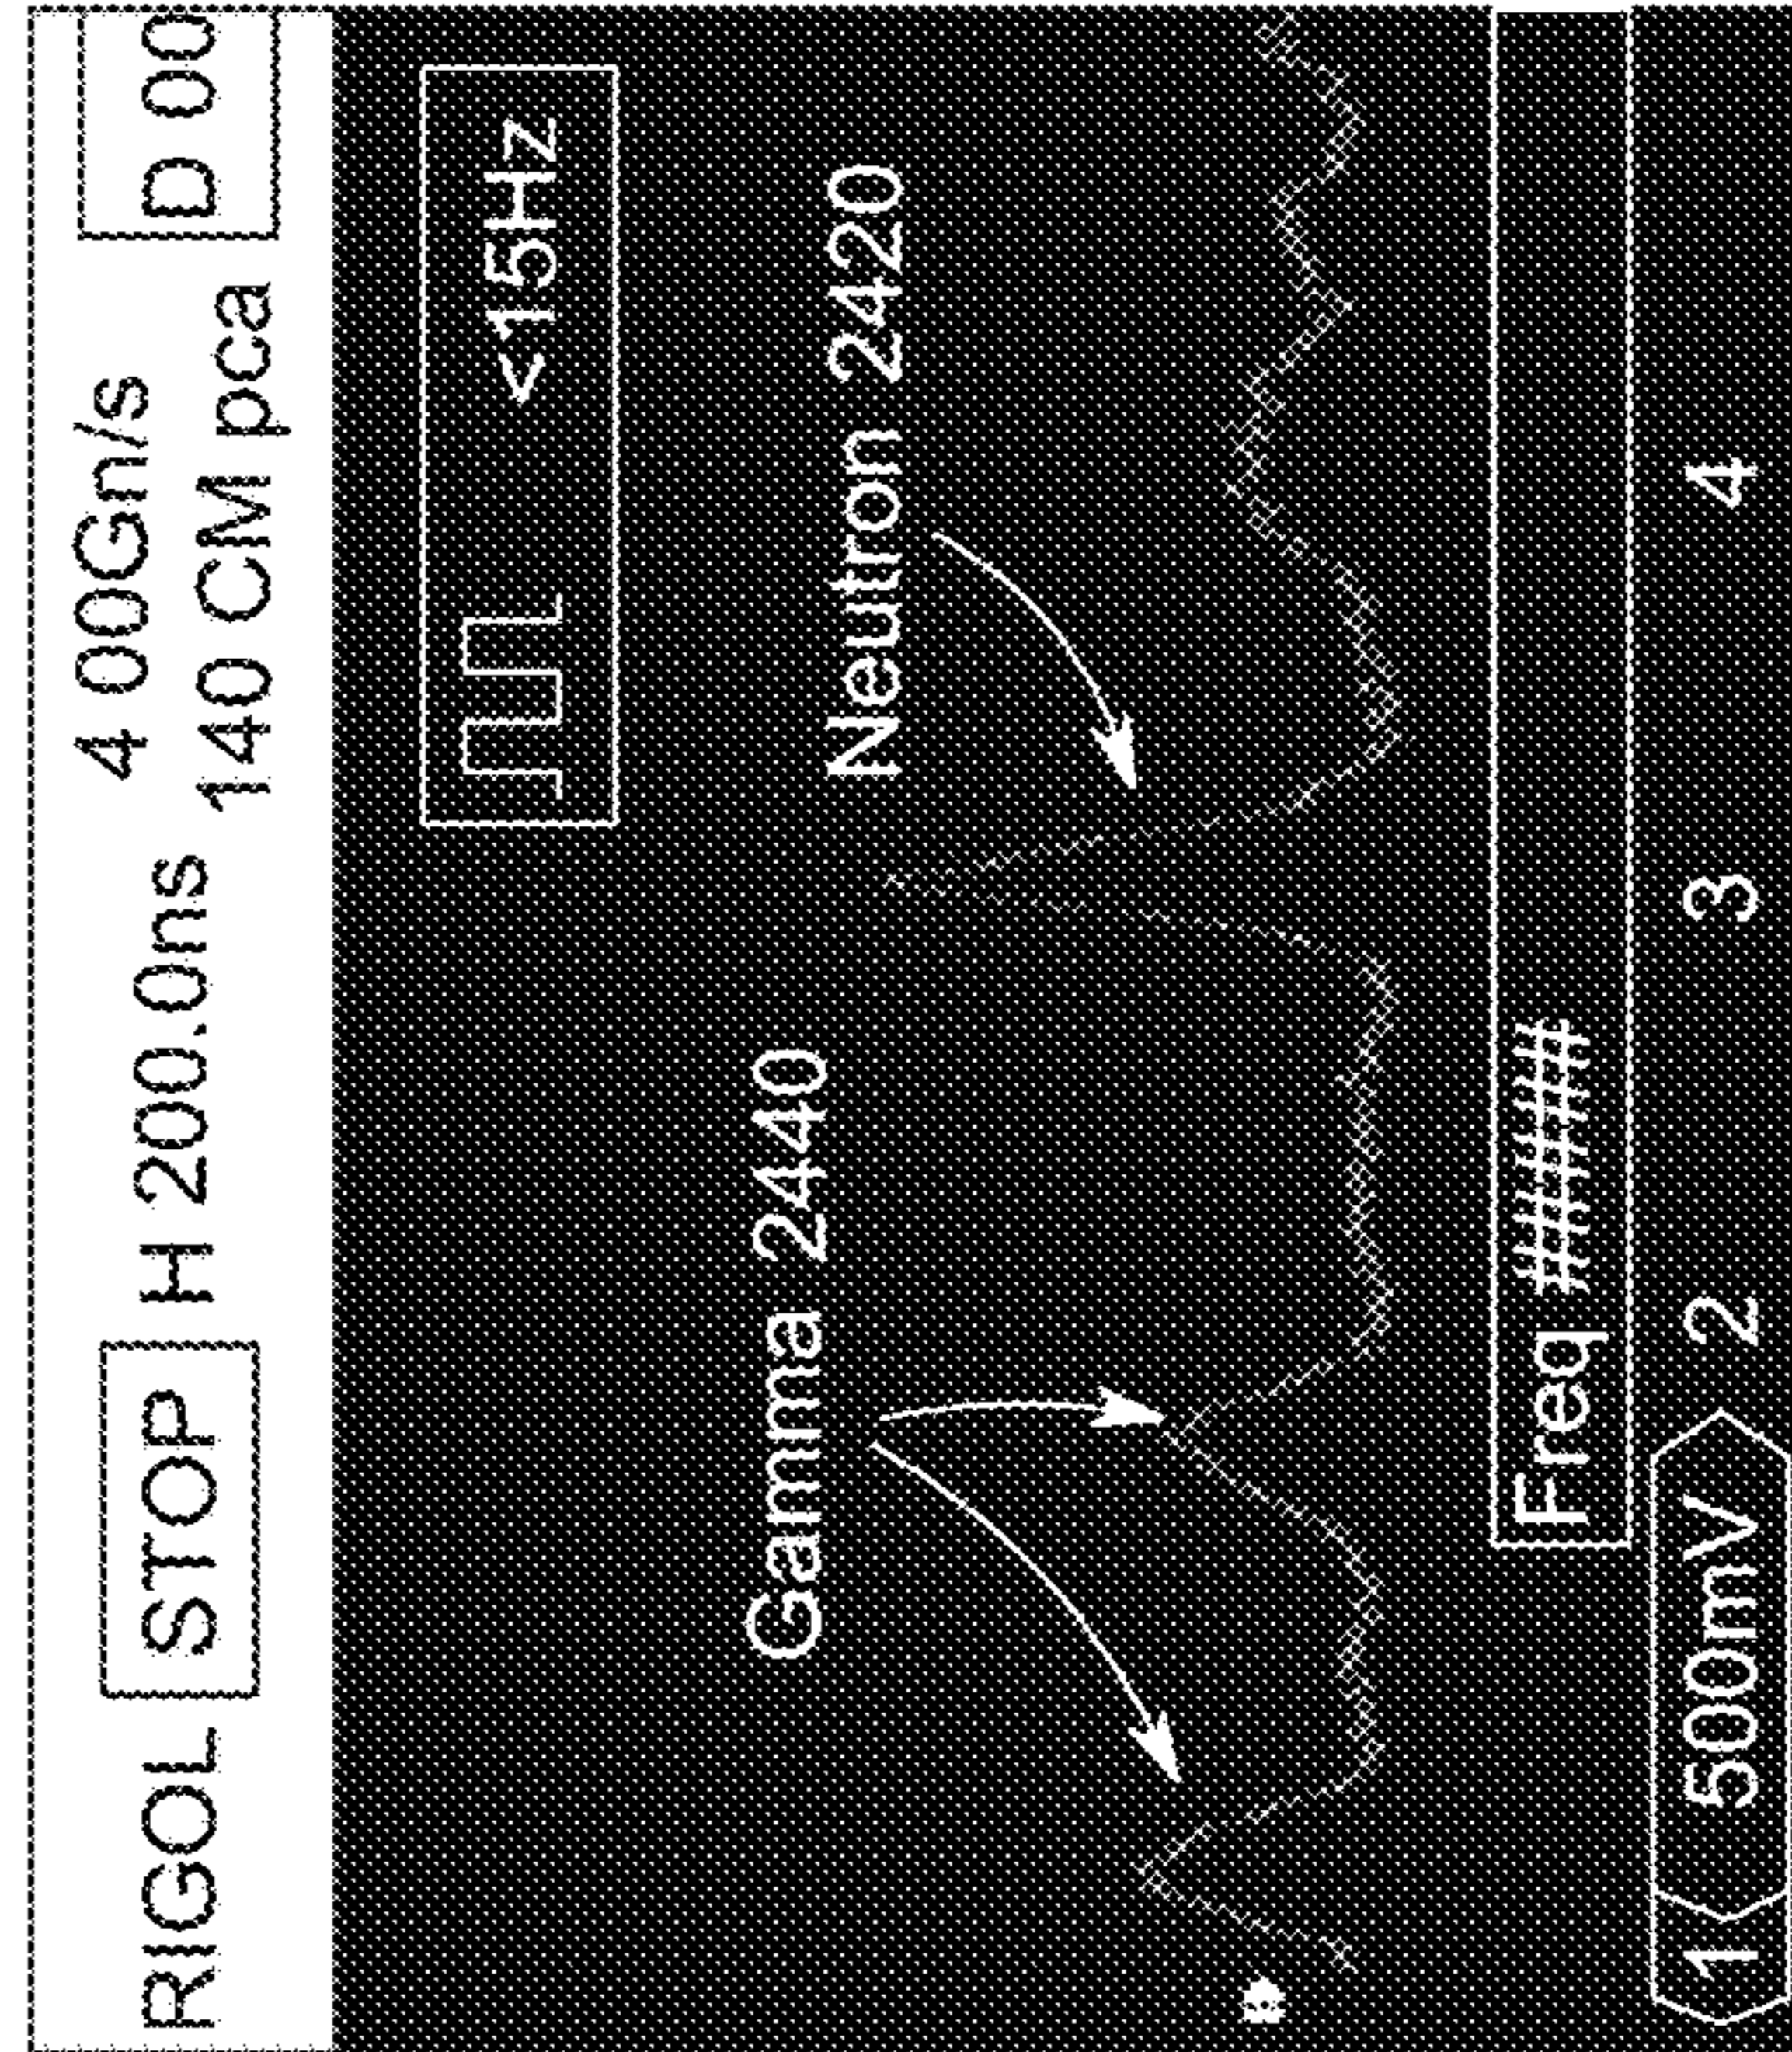 RIGOL STOP H 200.0ns 4 00Gn/s
140 CM pca D 00
<15Hz
Gamma 2440
Neutron 2420
Freq #####
1 500mV 2 3 4